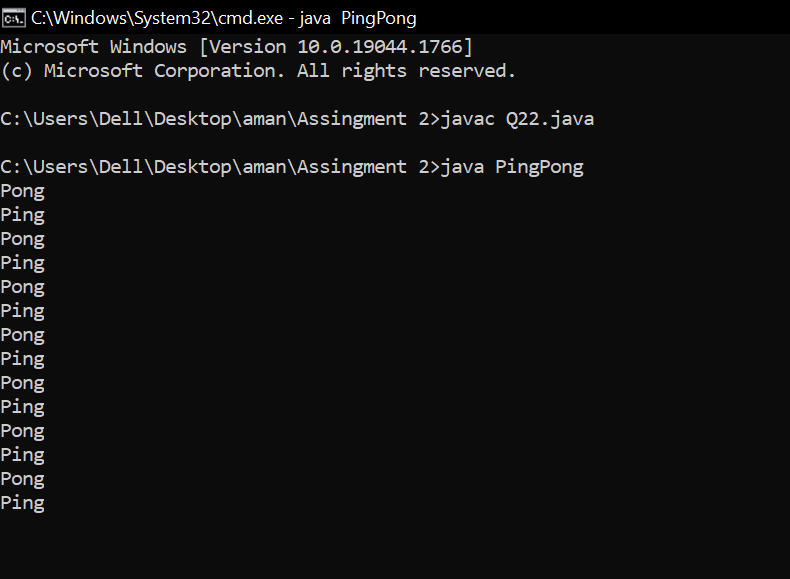 C:\Windows\System32\cmd.exe - java  PingPong
Microsoft Windows [Version 10.0.19044.1766]
(c) Microsoft Corporation. All rights reserved.
C:\Users\Dell\Desktop\aman\Assingment 2>javac Q22.java
C:\Users\Dell\Desktop\aman\Assingment 2>java PingPong
Pong
Ping
Pong
Ping
Pong
Ping
Pong
Ping
Pong
Ping
Pong
Ping
Pong
Ping